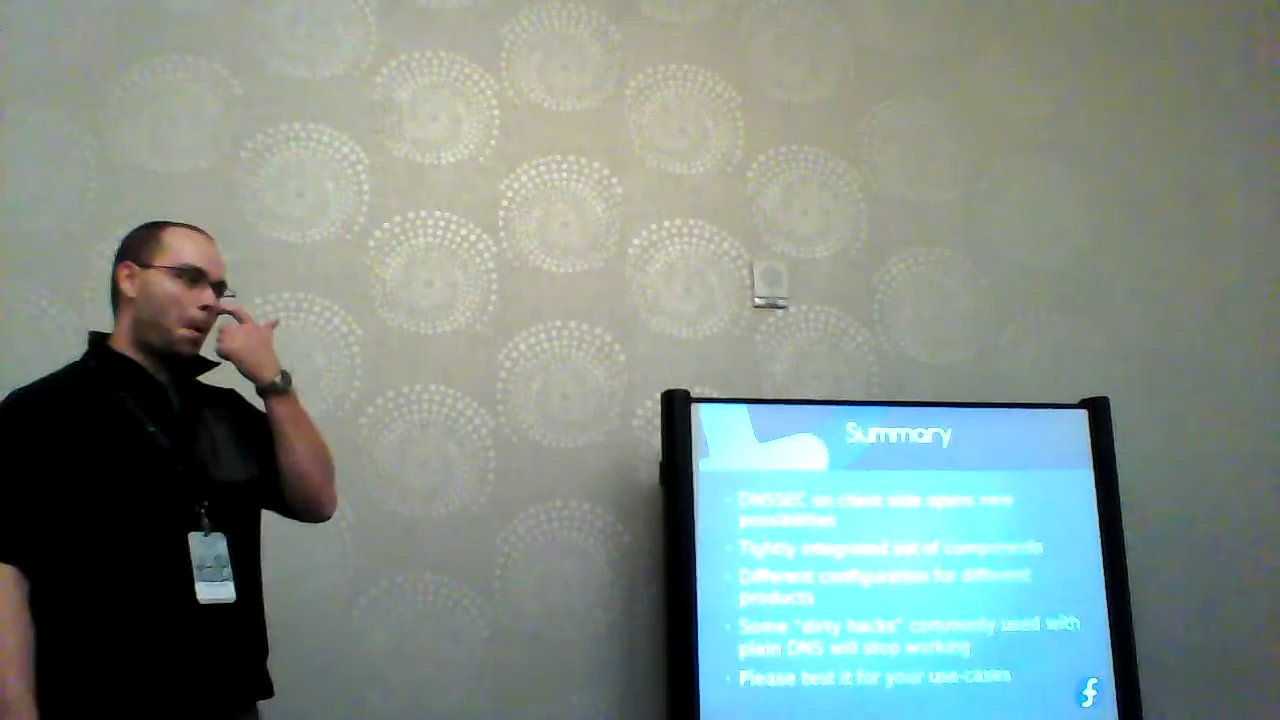 Summary
DNSSEC on client side opens new
possibilities
Tightly integrated set of components
Different configuration for different
products
Some "dirty hacks" commonly used with
plain DNS will stop working
Please test it for your use-cases